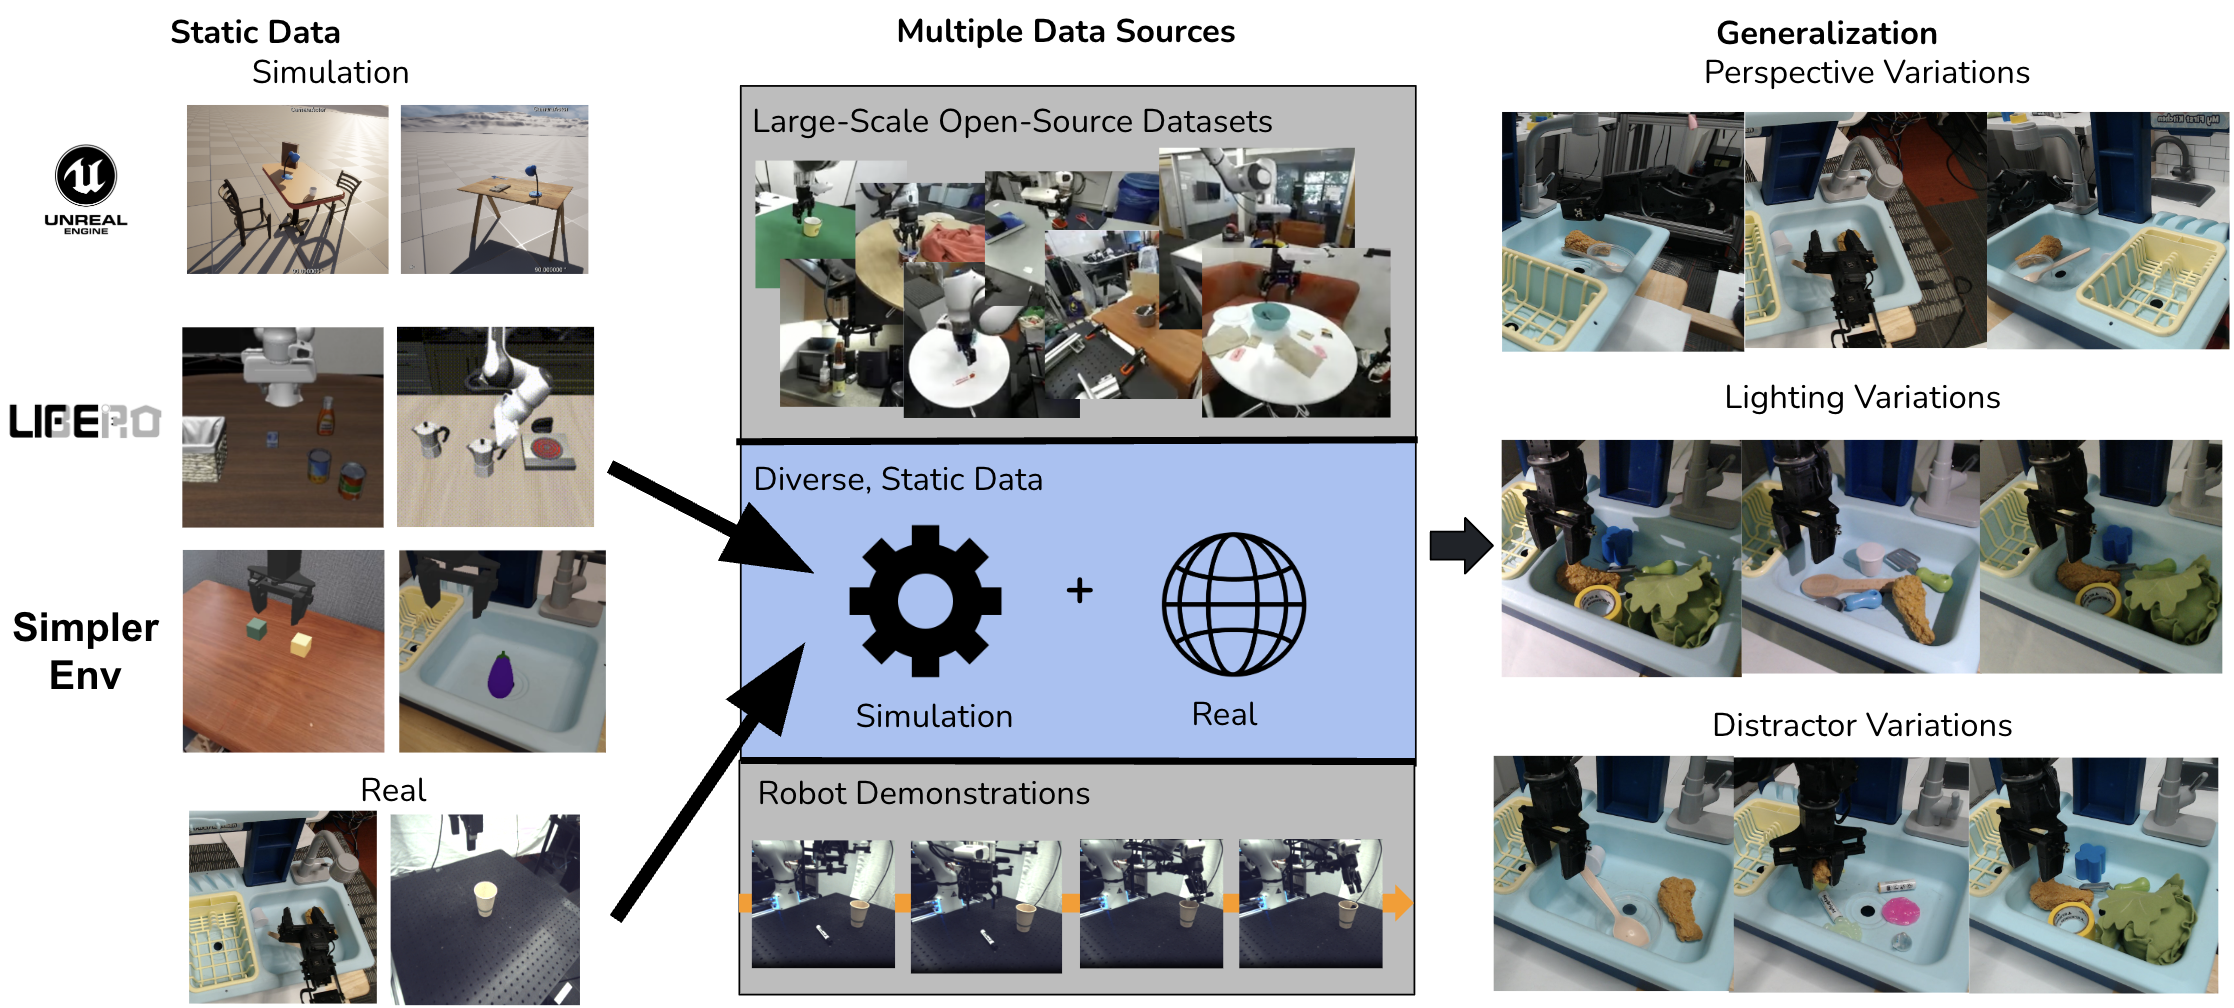 Static Data
Simulation
UNREAL
ENGINE
LIBERO
Simpler
Env
Real
Multiple Data Sources
Large-Scale Open-Source Datasets
Diverse, Static Data
+
Simulation
Real
Robot Demonstrations
Generalization
Perspective Variations
Lighting Variations
Distractor Variations